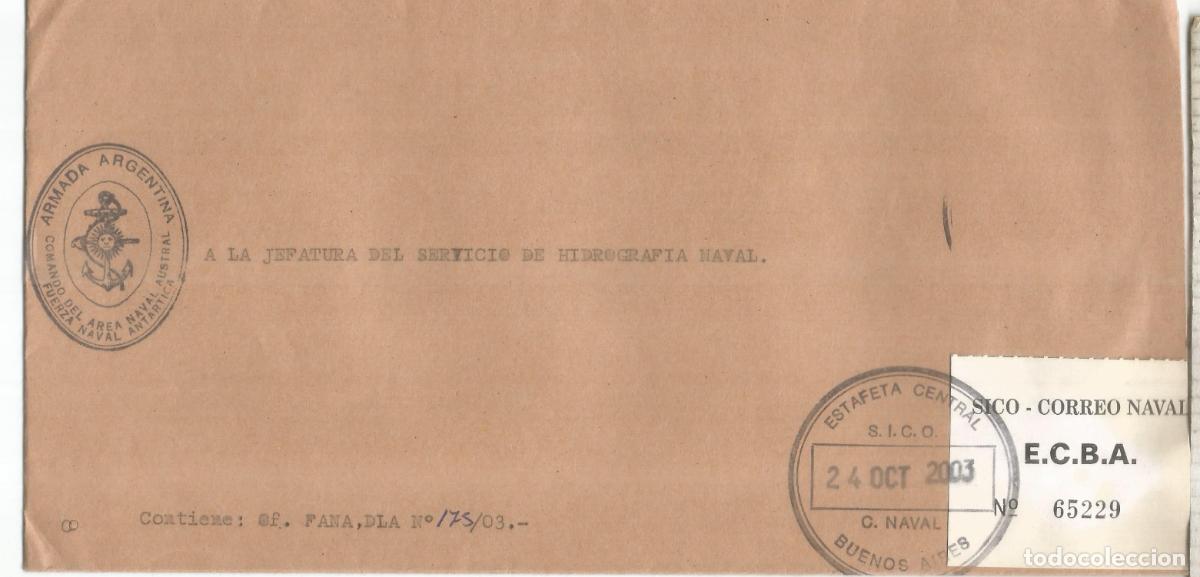 ARMADA ARGENTINA
COMANDO DEL AREA NAVAL AUSTRAL
FUERZA NAVAL ANTARTICA
A LA JEFATURA DEL SERVICIO DE HIDROGRAFIA NAVAL.
ESTAFETA CENTRAL
S.I.C.O.
24 OCT 2003
C. NAVAL
BUENOS AIRES
SICO - CORREO NAVAL
E.C.B.A.
Nº 65229
Contiene: Of. FANA,DLA Nº175/03.-
8
todocoleccion